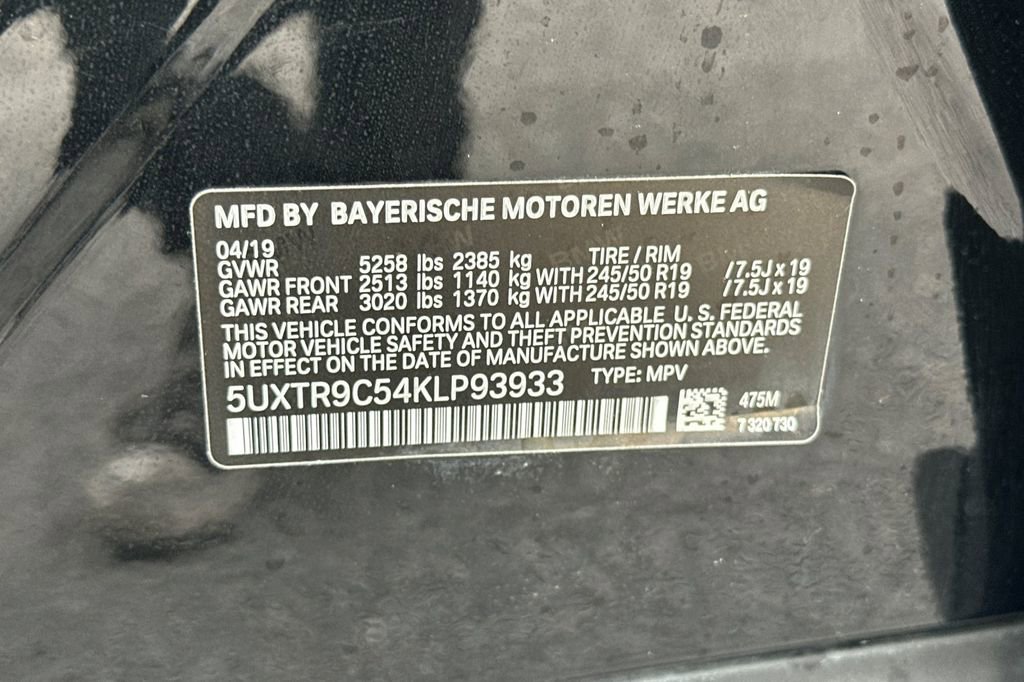 MFD BY BAYERISCHE MOTOREN WERKE AG
04/19 TIRE / RIM
GVWR 5258 lbs 2385 kg
GAWR FRONT 2513 lbs 1140 kg WITH 245/50 R19 /7.5J x 19
GAWR REAR 3020 lbs 1370 kg WITH 245/50 R19 /7.5J x 19
THIS VEHICLE CONFORMS TO ALL APPLICABLE U. S. FEDERAL
MOTOR VEHICLE SAFETY AND THEFT PREVENTION STANDARDS
IN EFFECT ON THE DATE OF MANUFACTURE SHOWN ABOVE.
5UXTR9C54KLP93933 TYPE: MPV
475M
7 320 730